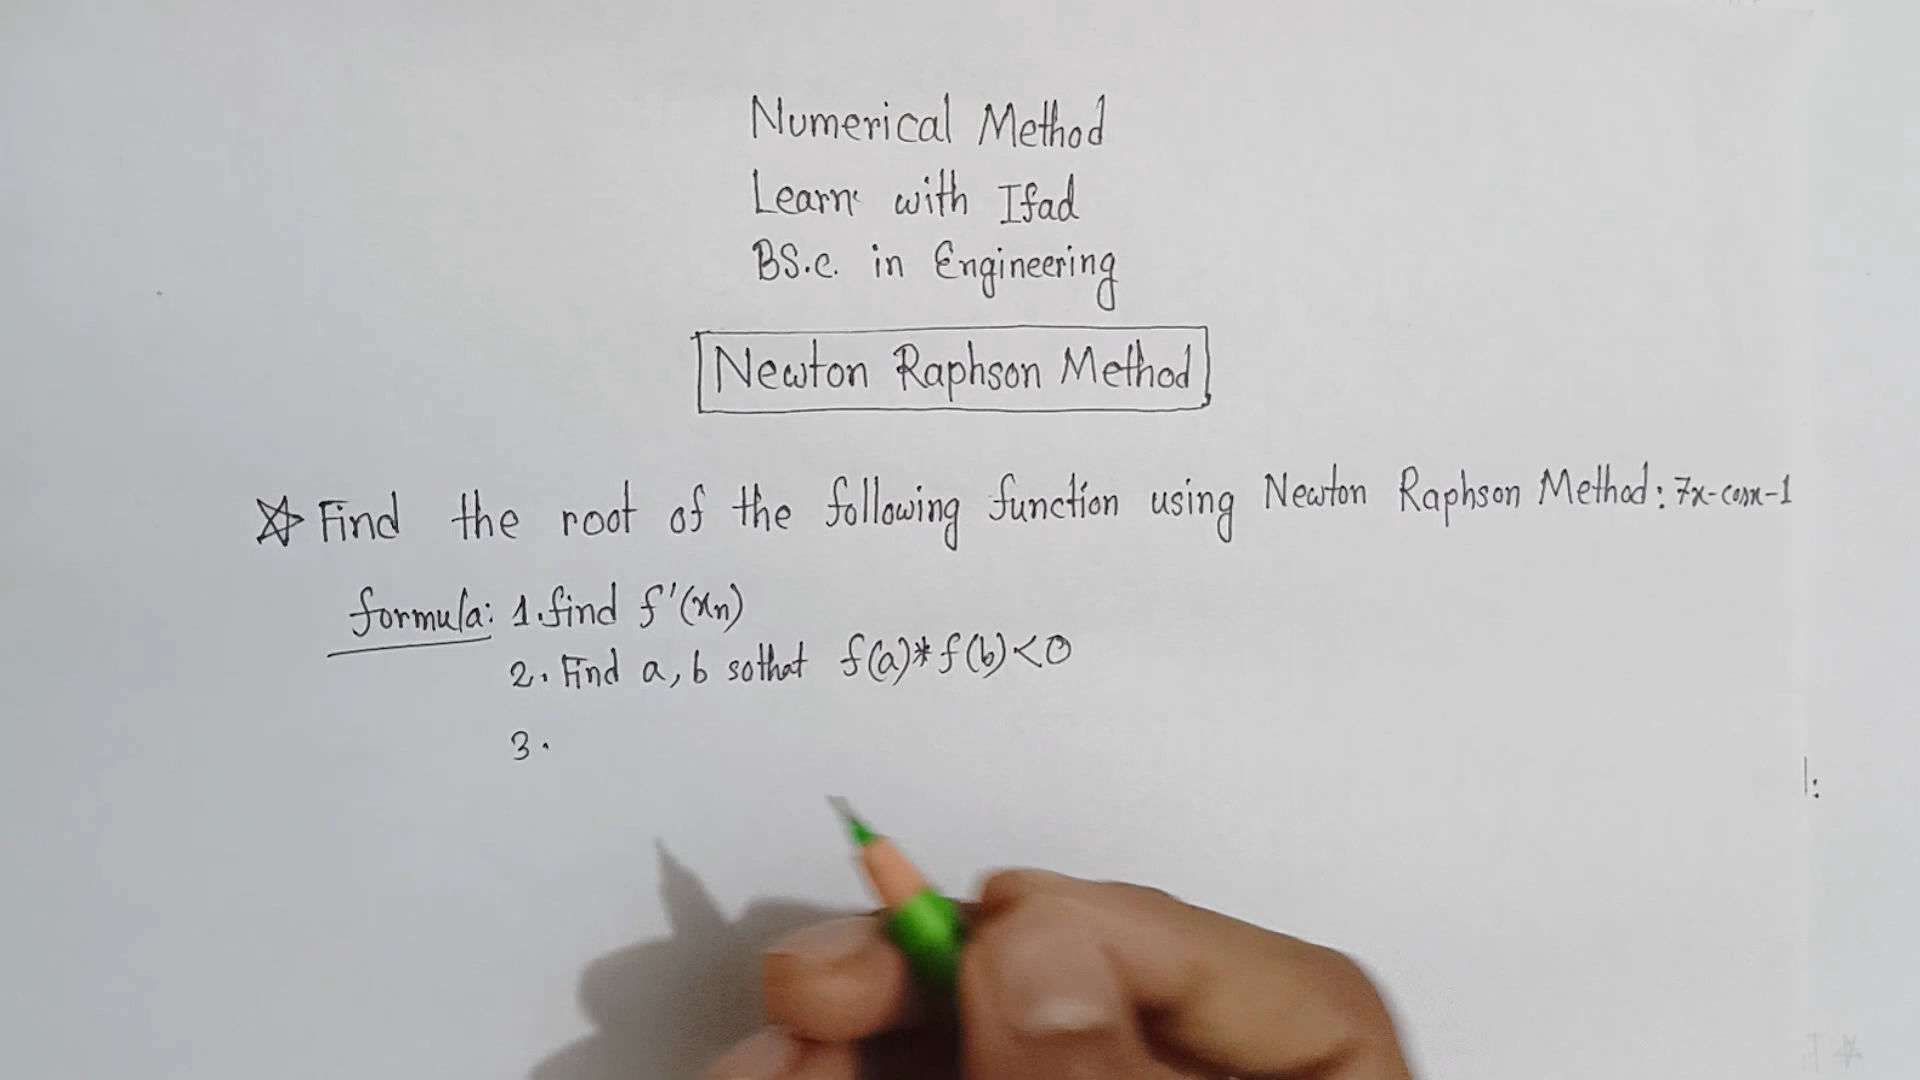 Numerical Method
Learn with Ifad
BS.c. in Engineering
Newton Raphson Method
Find the root of the following function using Newton Raphson Method: 7x-cosx-1
formula: 1. find f'(xn)
2. Find a, b sothat f(a)*f(b)<0
3.